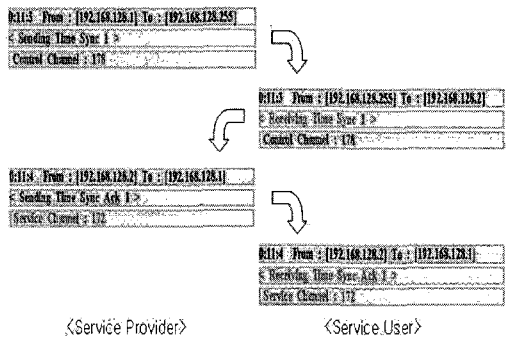 0:11:3 From : [192.168.128.1] To : [192.168.128.255]
< Sending Time Sync 1 >
Control Channel : 178
0:11:3 From : [192.168.128.255] To : [192.168.128.2]
< Receiving Time Sync 1 >
Control Channel : 178
0:11:4 From : [192.168.128.2] To : [192.168.128.1]
< Sending Time Sync Ack 1 >
Service Channel : 172
0:11:4 From : [192.168.128.2] To : [192.168.128.1]
< Receiving Time Sync Ack 1 >
Service Channel : 172
<Service Provider>
<Service User>